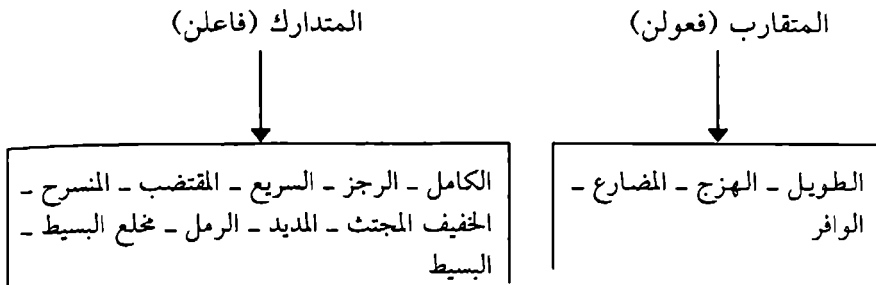 المتقارب (فعولن)
الطويل ـ الهزج ـ المضارع ـ
الوافر
المتدارك (فاعلن)
الكامل ـ الرجز ـ السريع ـ المقتضب ـ المنسرح ـ
الخفيف المجتث ـ المديد ـ الرمل ـ مخلع البسيط ـ
البسيط